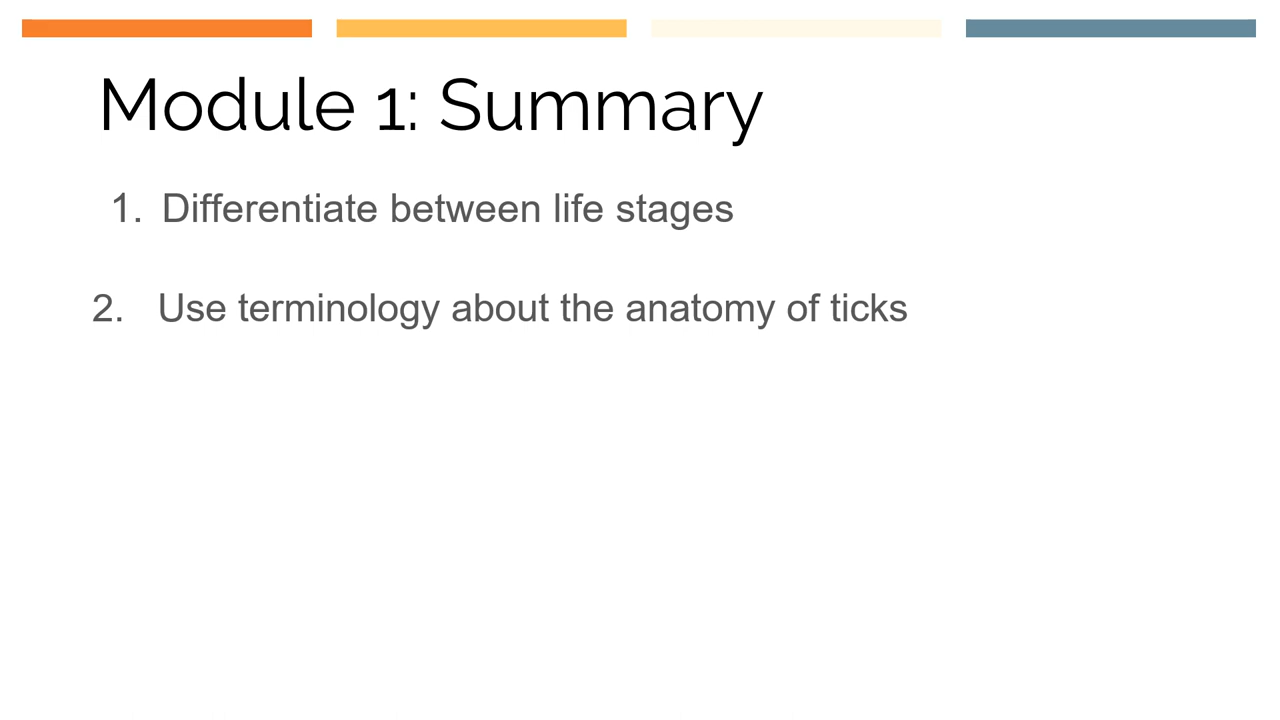 Module 1: Summary
1. Differentiate between life stages
2. Use terminology about the anatomy of ticks